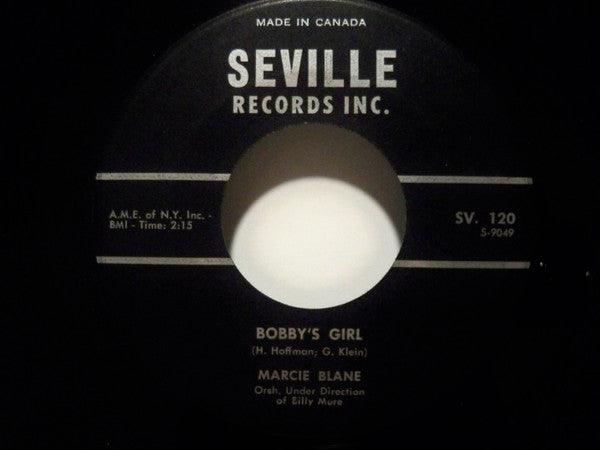 MADE IN CANADA
SEVILLE
RECORDS INC.
A.M.E. of N.Y. Inc. -
BMI - Time: 2:15
SV. 120
S-9049
BOBBY'S GIRL
(H. Hoffman; G. Klein)
MARCIE BLANE
Orsh. Under Direction
of Billy Mure